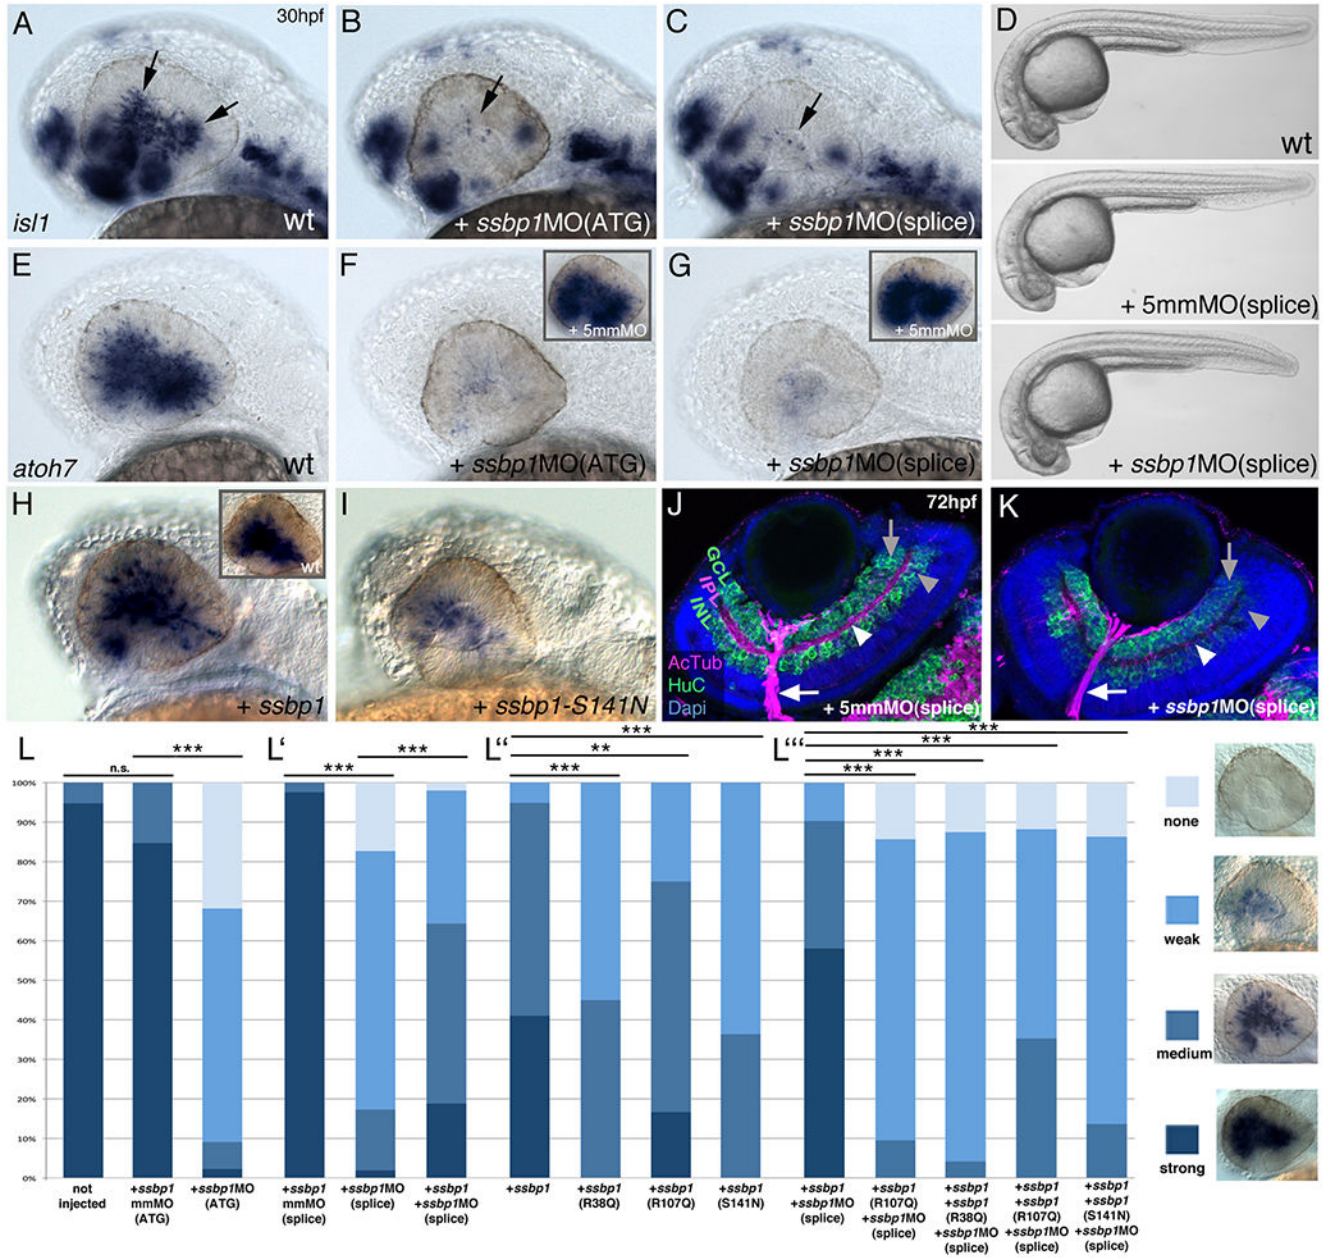 A
30hpf
isl1
wt
B
+ ssbp1MO(ATG)
C
+ ssbp1MO(splice)
D
wt
+ 5mmMO(splice)
+ ssbp1MO(splice)
E
atoh7
wt
F
+ 5mmMO
+ ssbp1MO(ATG)
G
+ 5mmMO
+ ssbp1MO(splice)
H
wt
+ ssbp1
I
+ ssbp1-S141N
J
72hpf
GCL
IPL
INL
AcTub
HuC
Dapi
+ 5mmMO(splice)
K
+ ssbp1MO(splice)
L
n.s.
***
L'
***
***
L''
***
**
***
L'''
***
***
***
***
100%
90%
80%
70%
60%
50%
40%
30%
20%
10%
0%
not
injected
+ssbp1
mmMO
(ATG)
+ssbp1MO
(ATG)
+ssbp1
mmMO
(splice)
+ssbp1MO
(splice)
+ssbp1
+ssbp1MO
(splice)
+ssbp1
+ssbp1
(R38Q)
+ssbp1
(R107Q)
+ssbp1
(S141N)
+ssbp1
+ssbp1MO
(splice)
+ssbp1
(R107Q)
+ssbp1MO
(splice)
+ssbp1
+ssbp1
(R38Q)
+ssbp1MO
(splice)
+ssbp1
+ssbp1
(R107Q)
+ssbp1MO
(splice)
+ssbp1
+ssbp1
(S141N)
+ssbp1MO
(splice)
none
weak
medium
strong